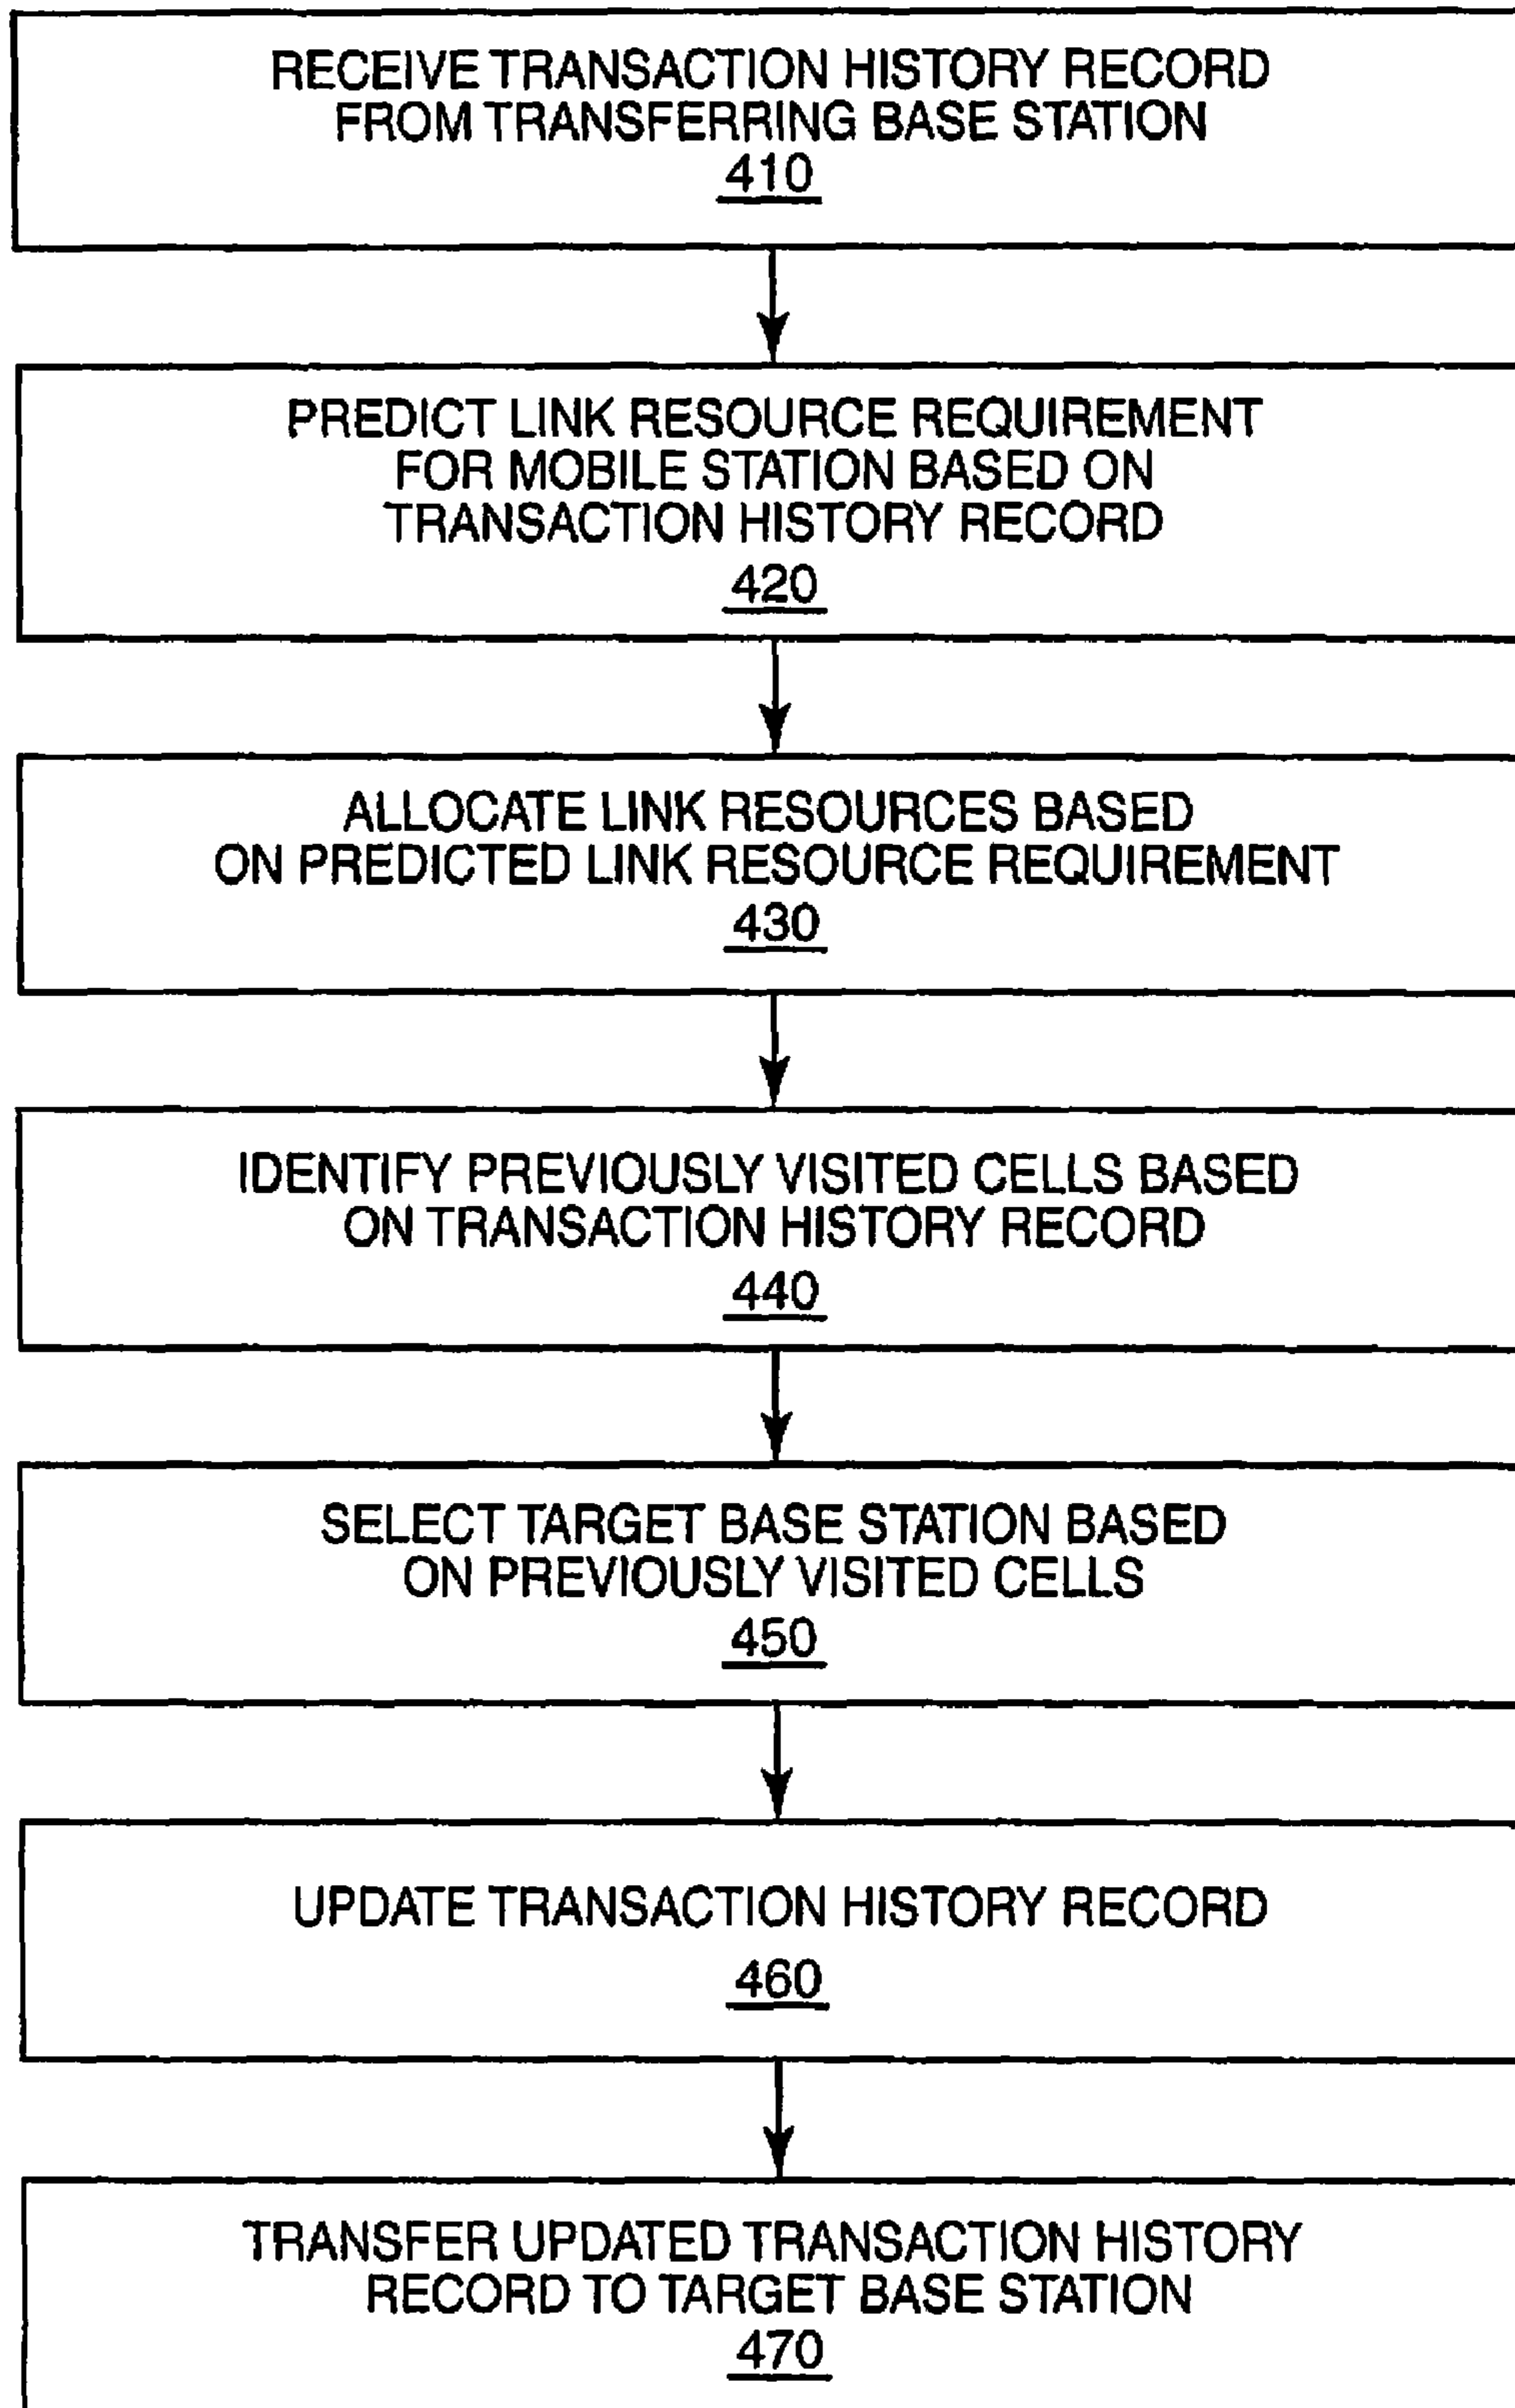 RECEIVE TRANSACTION HISTORY RECORD
FROM TRANSFERRING BASE STATION
410
PREDICT LINK RESOURCE REQUIREMENT
FOR MOBILE STATION BASED ON
TRANSACTION HISTORY RECORD
420
ALLOCATE LINK RESOURCES BASED
ON PREDICTED LINK RESOURCE REQUIREMENT
430
IDENTIFY PREVIOUSLY VISITED CELLS BASED
ON TRANSACTION HISTORY RECORD
440
SELECT TARGET BASE STATION BASED
ON PREVIOUSLY VISITED CELLS
450
UPDATE TRANSACTION HISTORY RECORD
460
TRANSFER UPDATED TRANSACTION HISTORY
RECORD TO TARGET BASE STATION
470